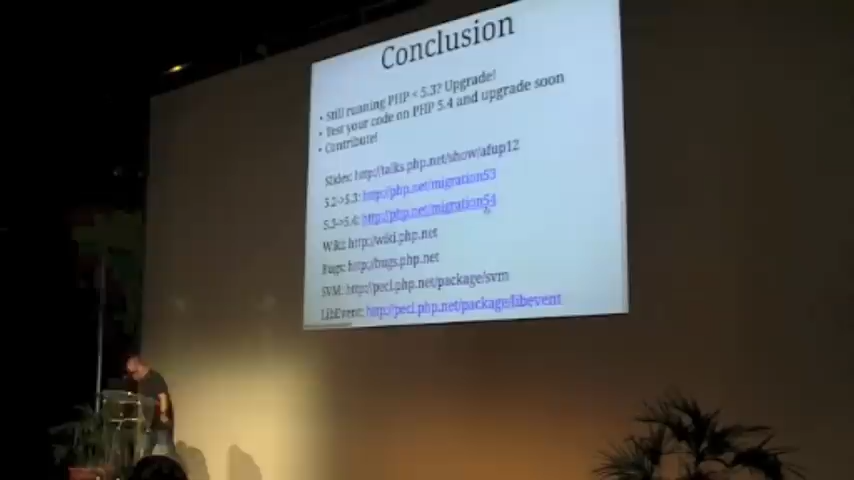 Conclusion
• Still running PHP < 5.3? Upgrade!
• Test your code on PHP 5.4 and upgrade soon
• Contribute!
Slides: http://talks.php.net/show/afup12
5.2->5.3: http://php.net/migration53
5.3->5.4: http://php.net/migration54
Wiki: http://wiki.php.net
Bugs: http://bugs.php.net
SVM: http://pecl.php.net/package/svm
LibEvent: http://pecl.php.net/package/libevent